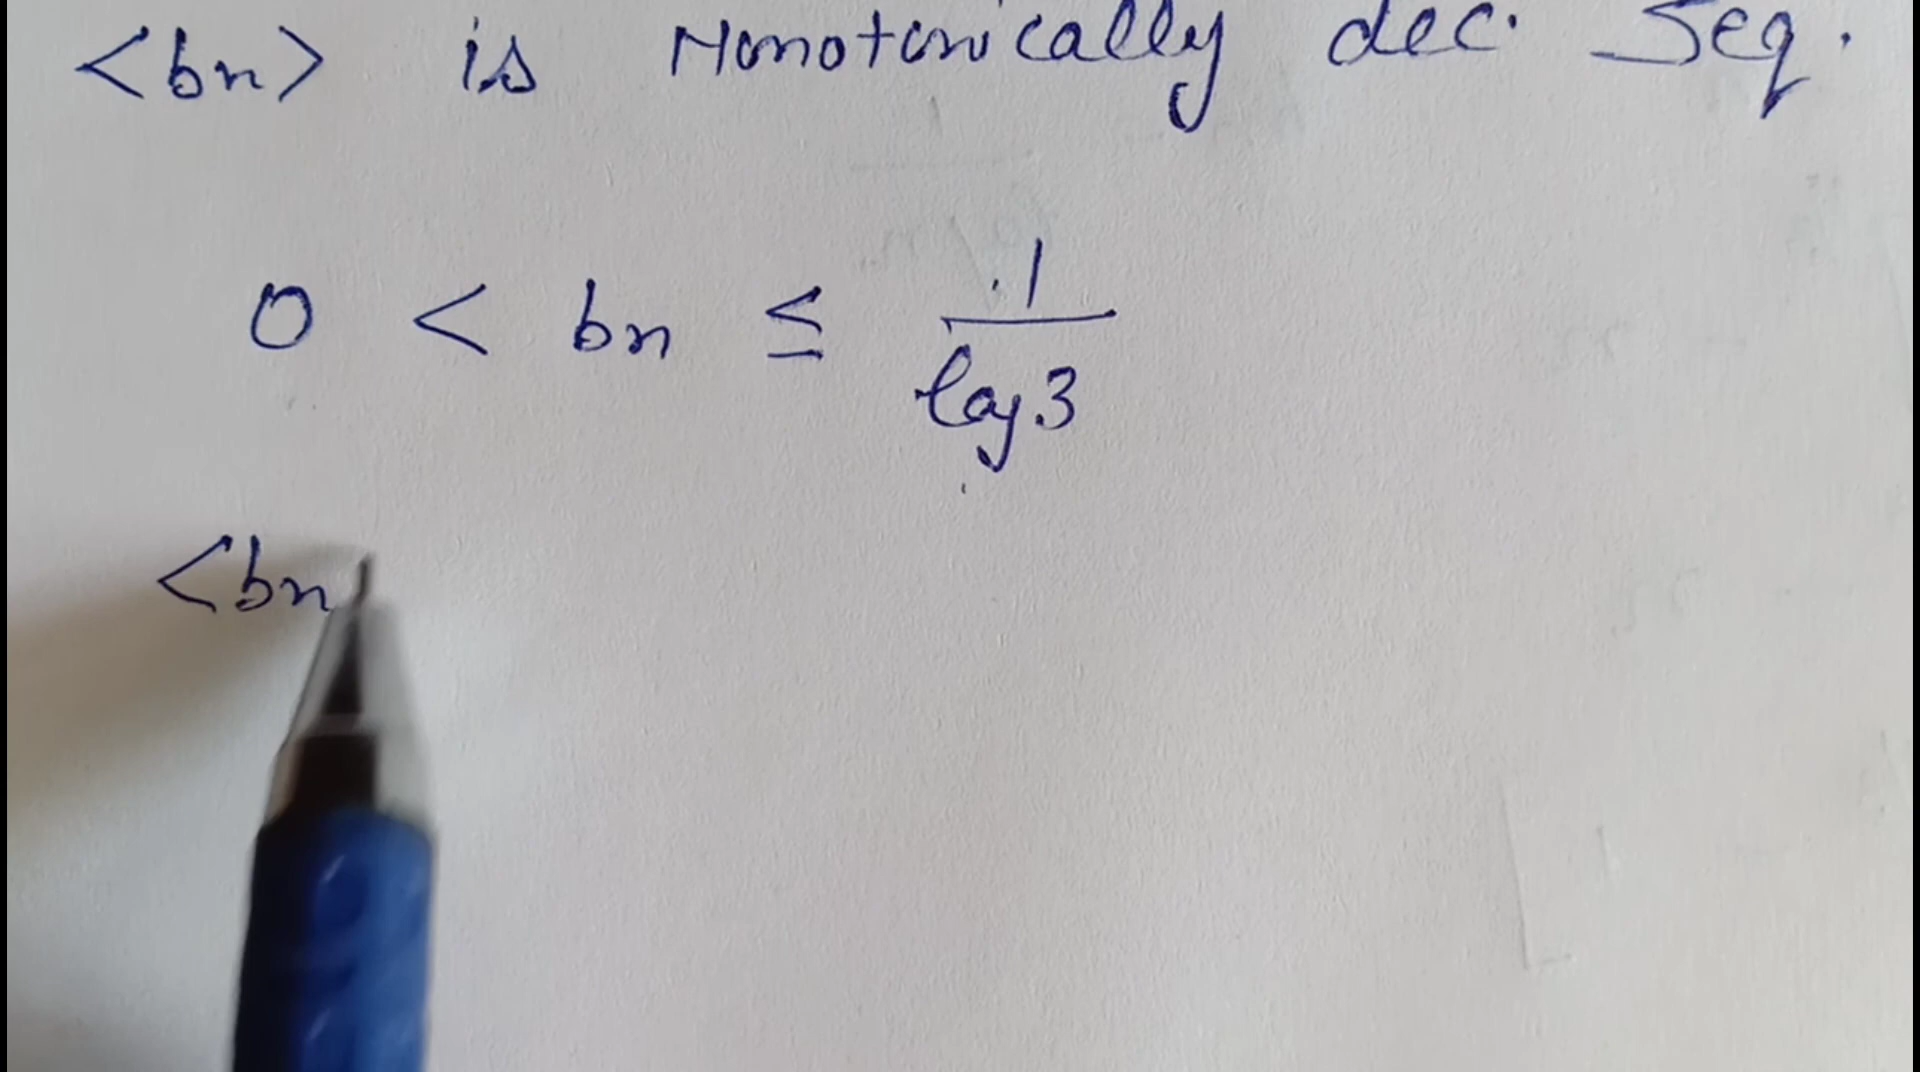 <bn> is Monotonically dec. Seq.
0 < bn ≤ 1/log3
<bn